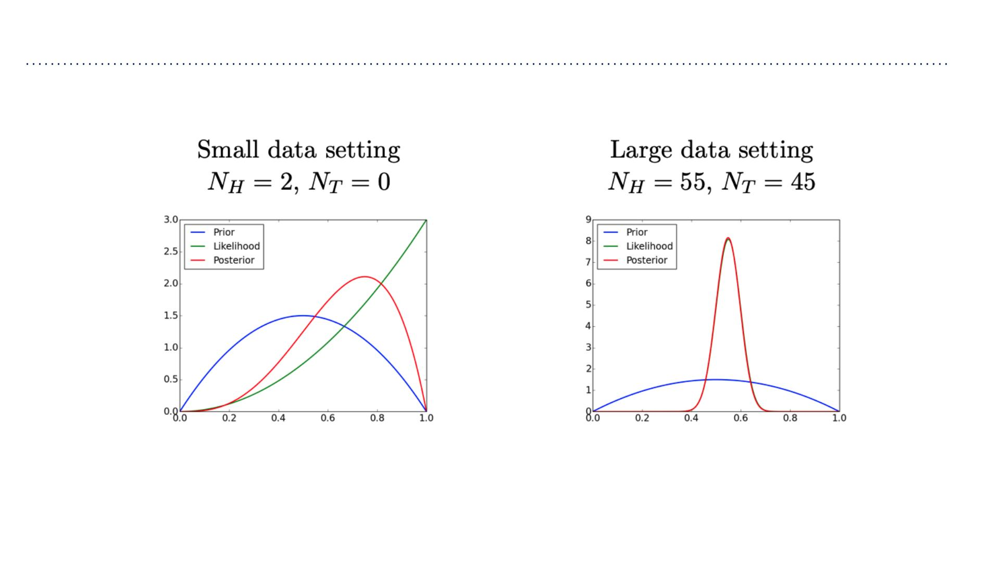 Small data setting
N_H = 2, N_T = 0
3.0
2.5
2.0
1.5
1.0
0.5
0.0
Prior
Likelihood
Posterior
0.0 0.2 0.4 0.6 0.8 1.0
Large data setting
N_H = 55, N_T = 45
9
8
7
6
5
4
3
2
1
0
Prior
Likelihood
Posterior
0.0 0.2 0.4 0.6 0.8 1.0